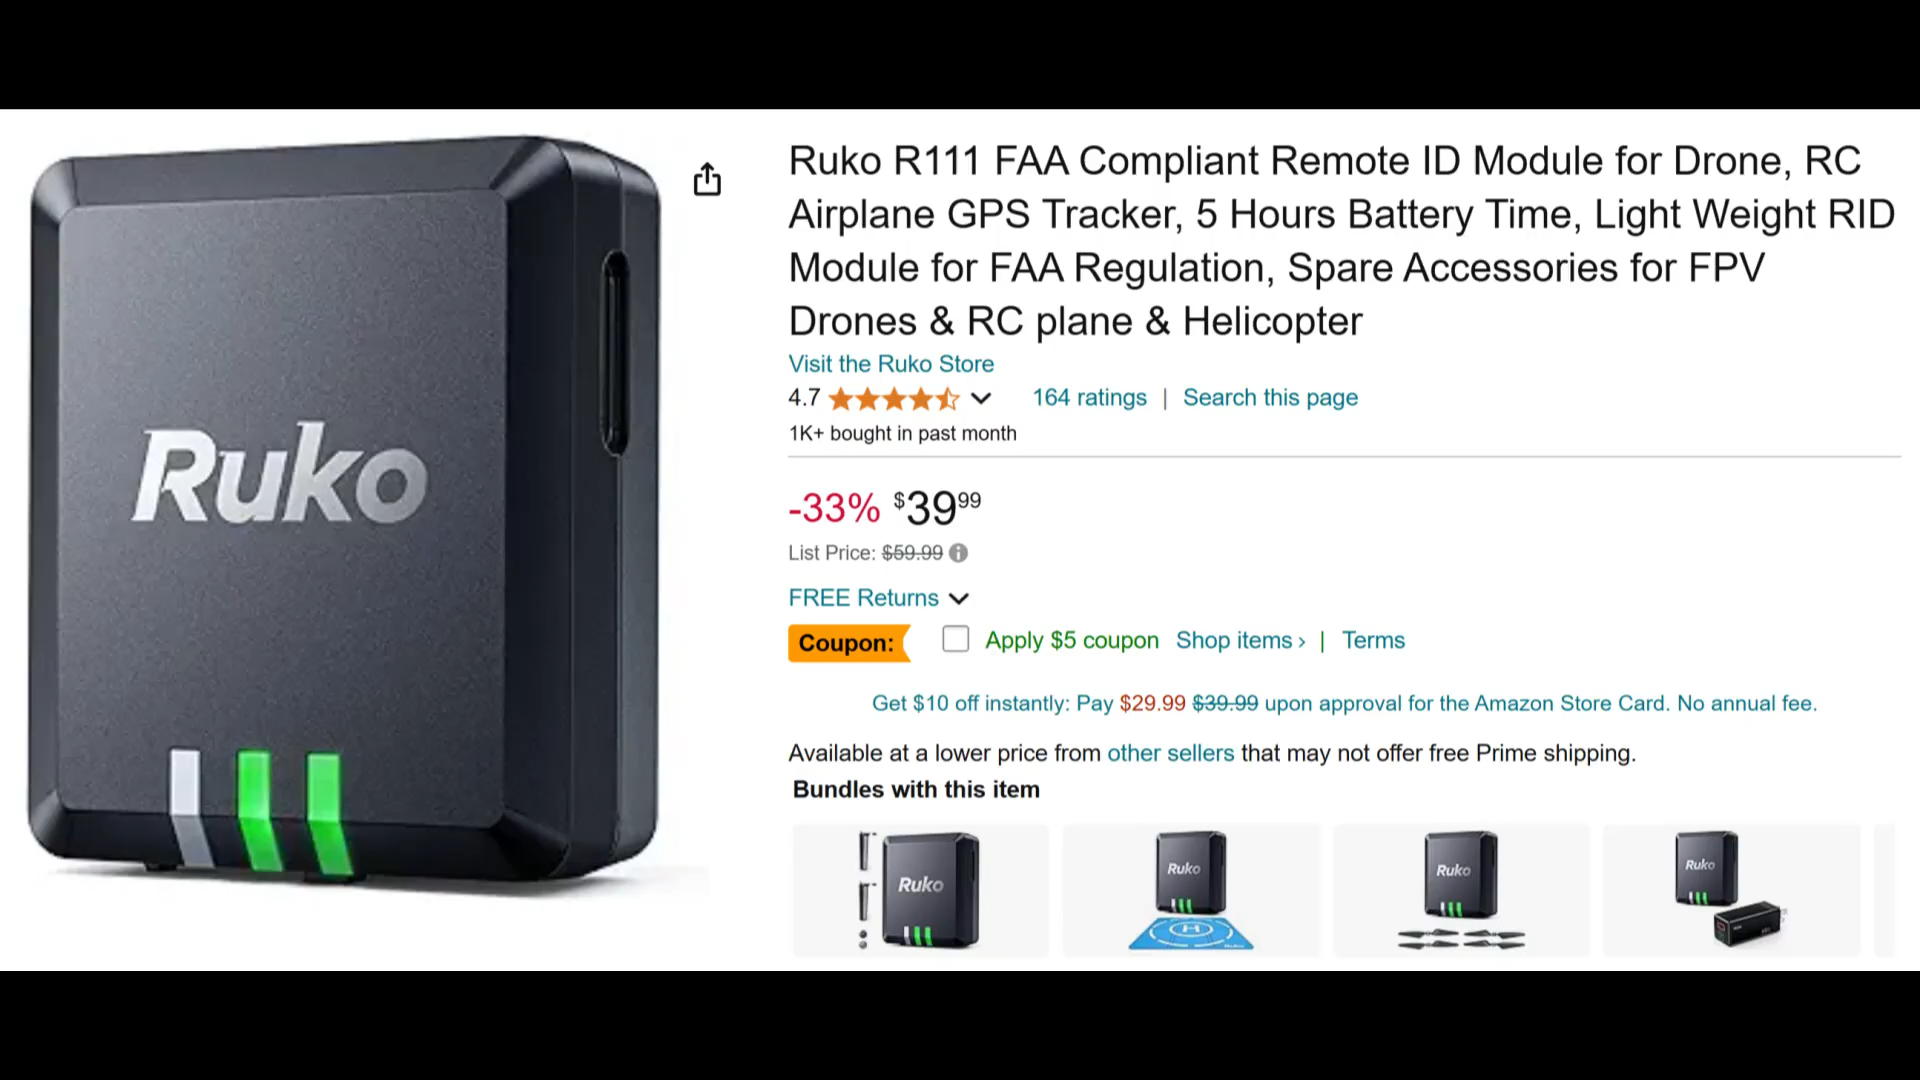 Ruko
Ruko R111 FAA Compliant Remote ID Module for Drone, RC
Airplane GPS Tracker, 5 Hours Battery Time, Light Weight RID
Module for FAA Regulation, Spare Accessories for FPV
Drones & RC plane & Helicopter
Visit the Ruko Store
4.7 164 ratings | Search this page
1K+ bought in past month
-33% $39.99
List Price: $59.99
FREE Returns
Coupon: Apply $5 coupon Shop items › | Terms
Get $10 off instantly: Pay $29.99 $39.99 upon approval for the Amazon Store Card. No annual fee.
Available at a lower price from other sellers that may not offer free Prime shipping.
Bundles with this item
Ruko
Ruko
H
Ruko
Ruko